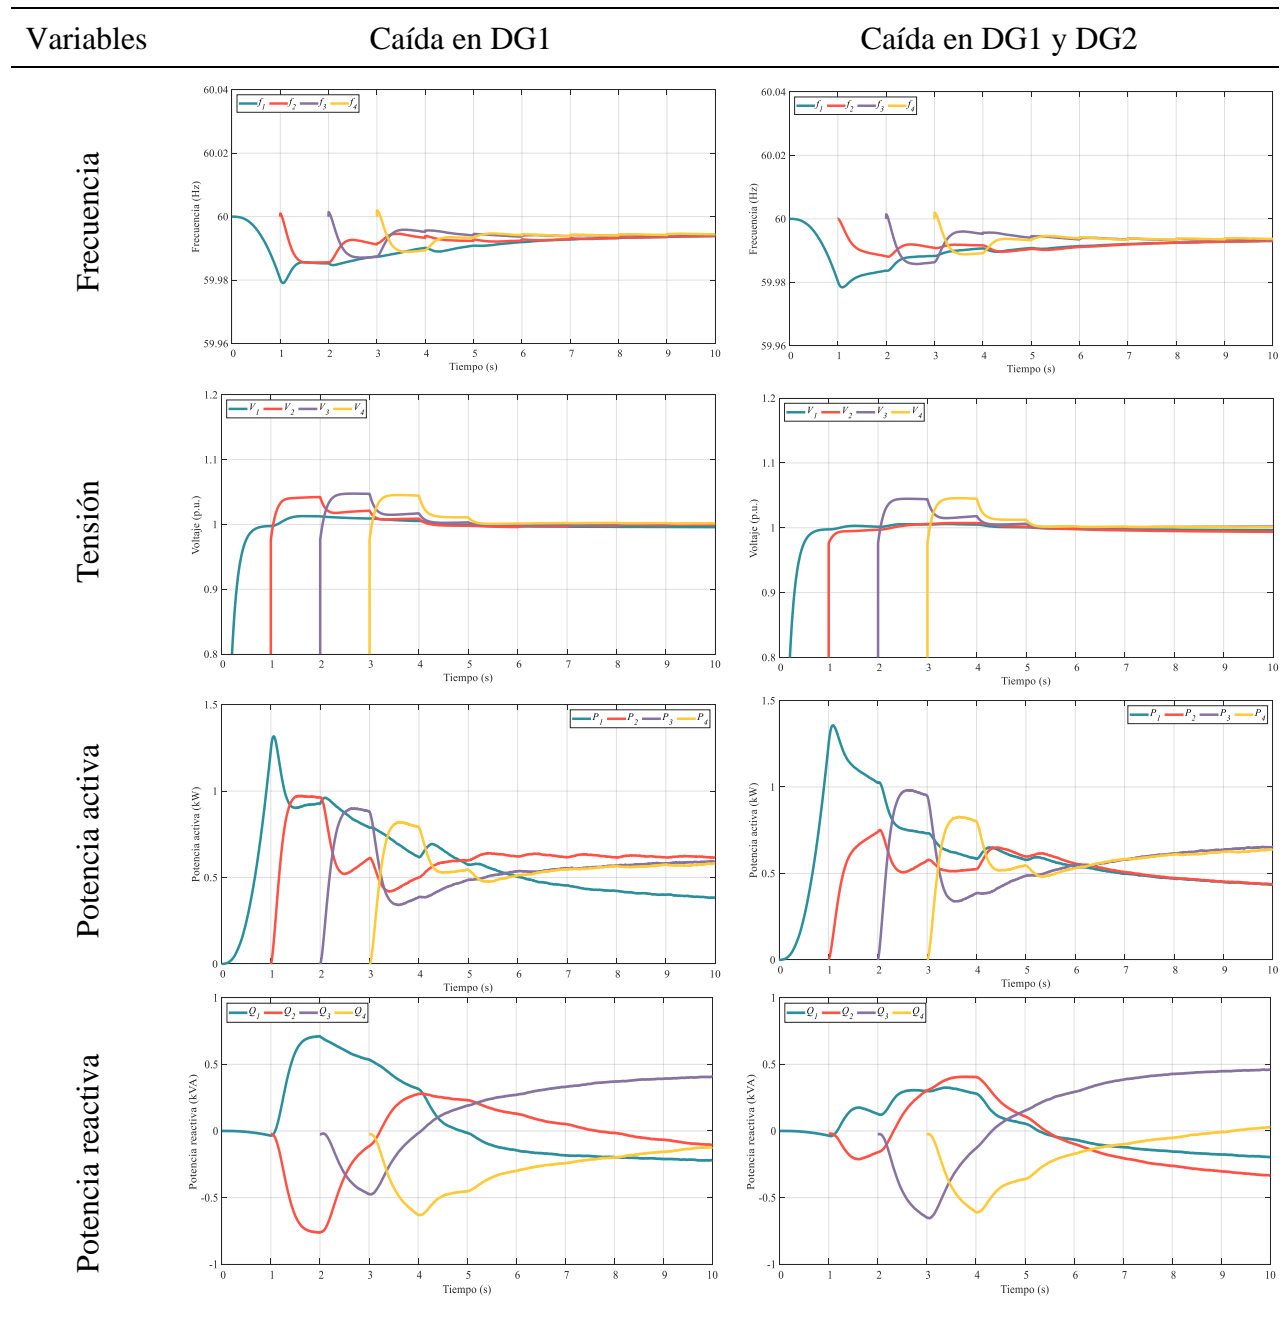 Variables Caída en DG1 Caída en DG1 y DG2
Frecuencia
60.04
60.02
60
59.98
59.96
Frecuencia (Hz)
f1 f2 f3 f4
0 1 2 3 4 5 6 7 8 9 10
Tiempo (s)
60.04
60.02
60
59.98
59.96
Frecuencia (Hz)
f1 f2 f3 f4
0 1 2 3 4 5 6 7 8 9 10
Tiempo (s)
Tensión
1.2
1.1
1
0.9
0.8
Voltaje (p.u.)
V1 V2 V3 V4
0 1 2 3 4 5 6 7 8 9 10
Tiempo (s)
1.2
1.1
1
0.9
0.8
Voltaje (p.u.)
V1 V2 V3 V4
0 1 2 3 4 5 6 7 8 9 10
Tiempo (s)
Potencia activa
1.5
1
0.5
0
Potencia activa (kW)
P1 P2 P3 P4
0 1 2 3 4 5 6 7 8 9 10
Tiempo (s)
1.5
1
0.5
0
Potencia activa (kW)
P1 P2 P3 P4
0 1 2 3 4 5 6 7 8 9 10
Tiempo (s)
Potencia reactiva
1
0.5
0
-0.5
-1
Potencia reactiva (kVA)
Q1 Q2 Q3 Q4
0 1 2 3 4 5 6 7 8 9 10
Tiempo (s)
1
0.5
0
-0.5
-1
Potencia reactiva (kVA)
Q1 Q2 Q3 Q4
0 1 2 3 4 5 6 7 8 9 10
Tiempo (s)